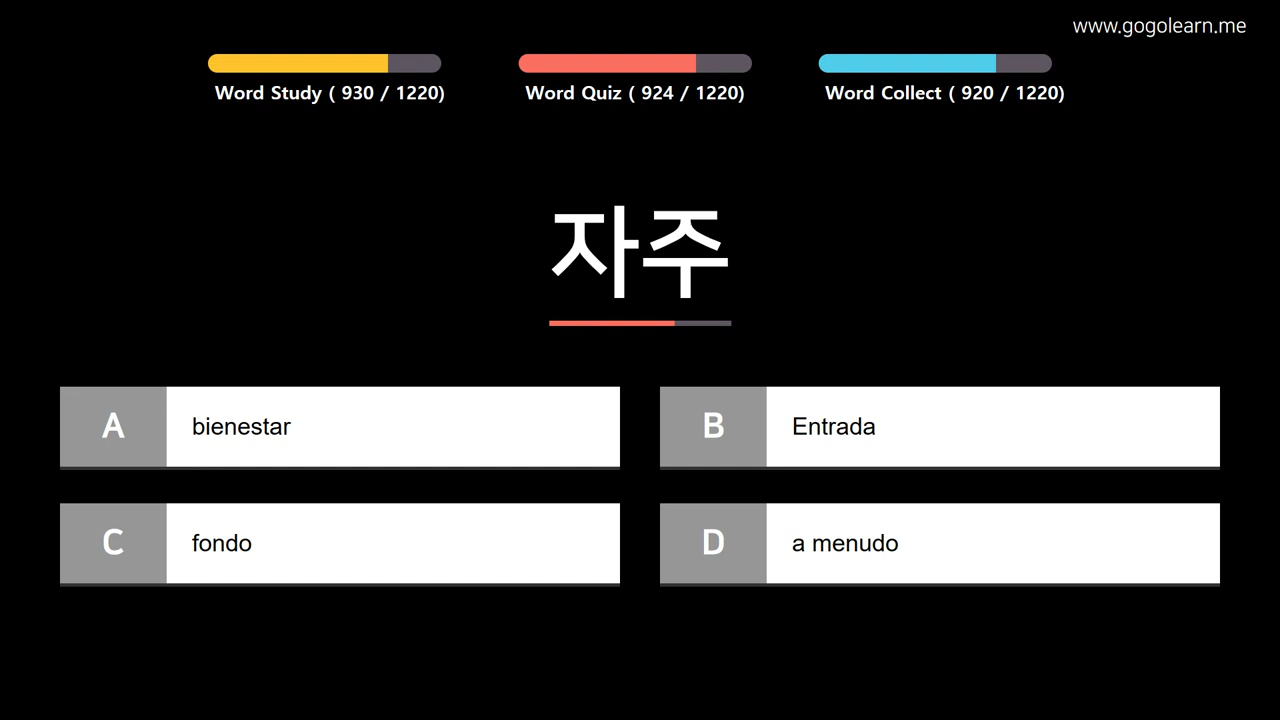 www.gogolearn.me
Word Study ( 930 / 1220)
Word Quiz ( 924 / 1220)
Word Collect ( 920 / 1220)
자주
A
bienestar
B
Entrada
C
fondo
D
a menudo